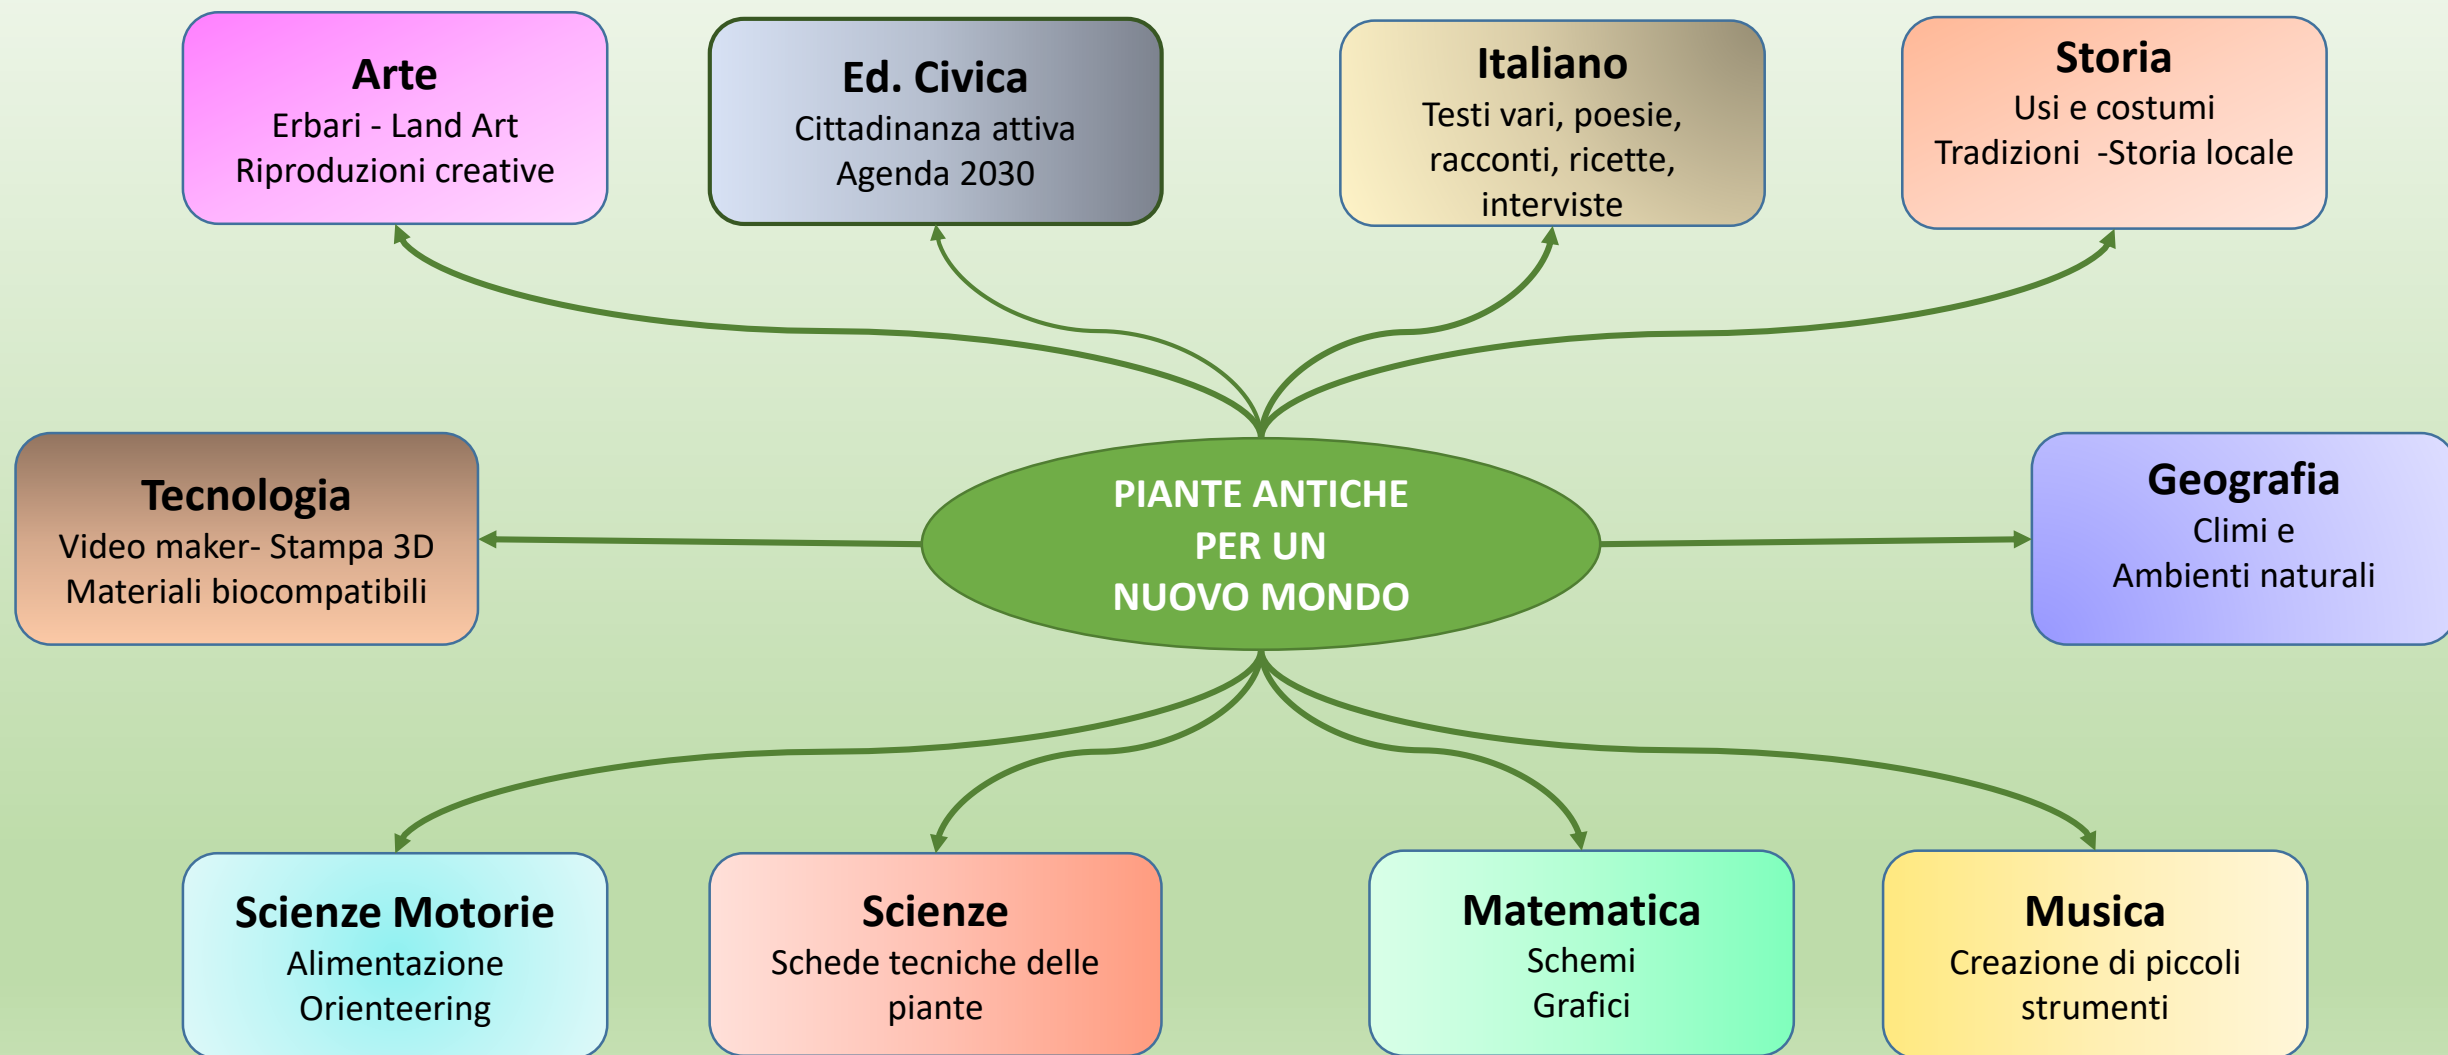 Arte
Erbari - Land Art
Riproduzioni creative
Ed. Civica
Cittadinanza attiva
Agenda 2030
Italiano
Testi vari, poesie,
racconti, ricette,
interviste
Storia
Usi e costumi
Tradizioni  -Storia locale
Tecnologia
Video maker- Stampa 3D
Materiali biocompatibili
PIANTE ANTICHE
PER UN
NUOVO MONDO
Geografia
Climi e
Ambienti naturali
Scienze Motorie
Alimentazione
Orienteering
Scienze
Schede tecniche delle
piante
Matematica
Schemi
Grafici
Musica
Creazione di piccoli
strumenti